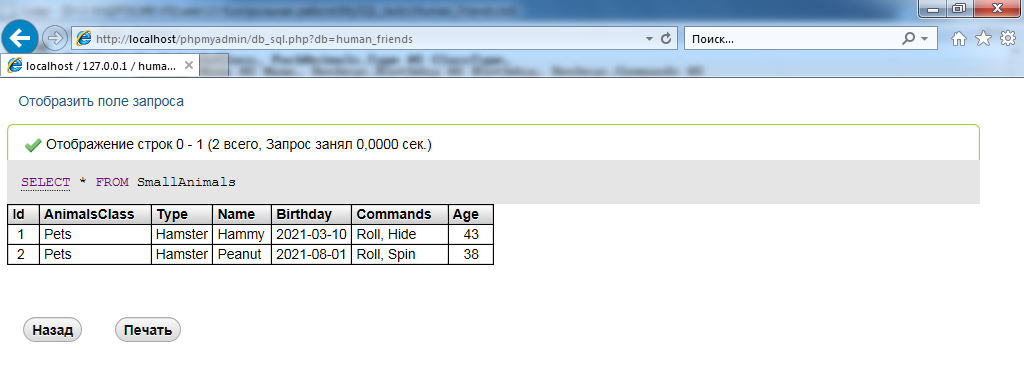 http://localhost/phpmyadmin/db_sql.php?db=human_friends
Поиск...
localhost / 127.0.0.1 / huma...
Отобразить поле запроса
Отображение строк 0 - 1 (2 всего, Запрос занял 0,0000 сек.)
SELECT * FROM SmallAnimals
Id AnimalsClass Type Name Birthday Commands Age
1 Pets Hamster Hammy 2021-03-10 Roll, Hide 43
2 Pets Hamster Peanut 2021-08-01 Roll, Spin 38
Назад Печать